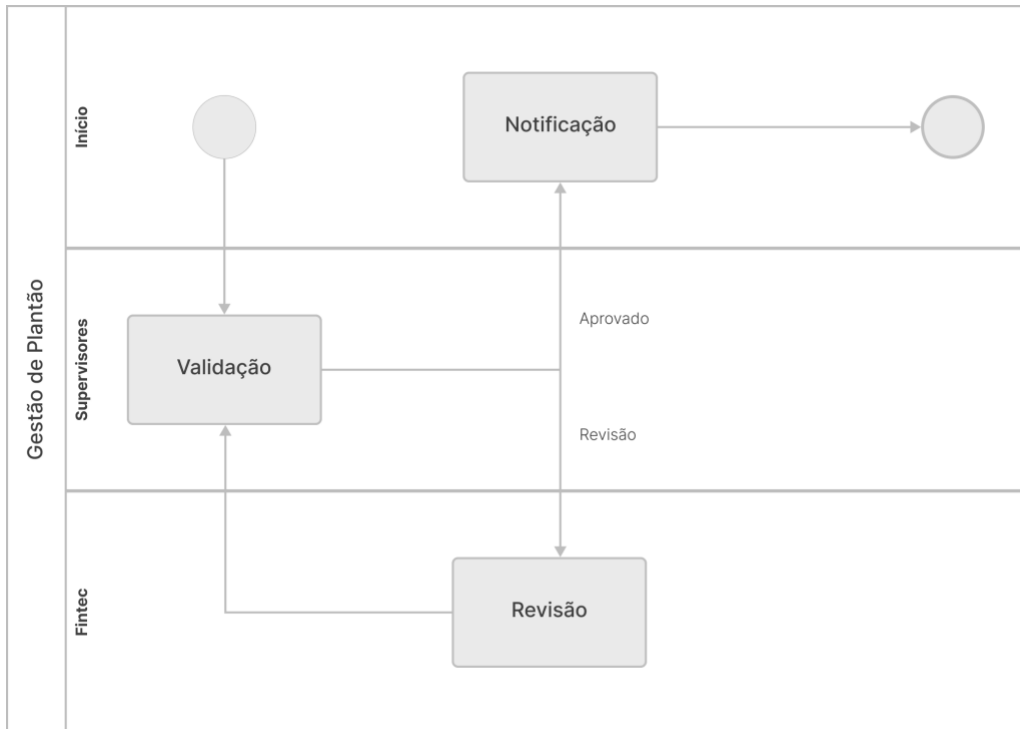 Gestão de Plantão
Início
Notificação
Supervisores
Validação
Aprovado
Revisão
Fintec
Revisão